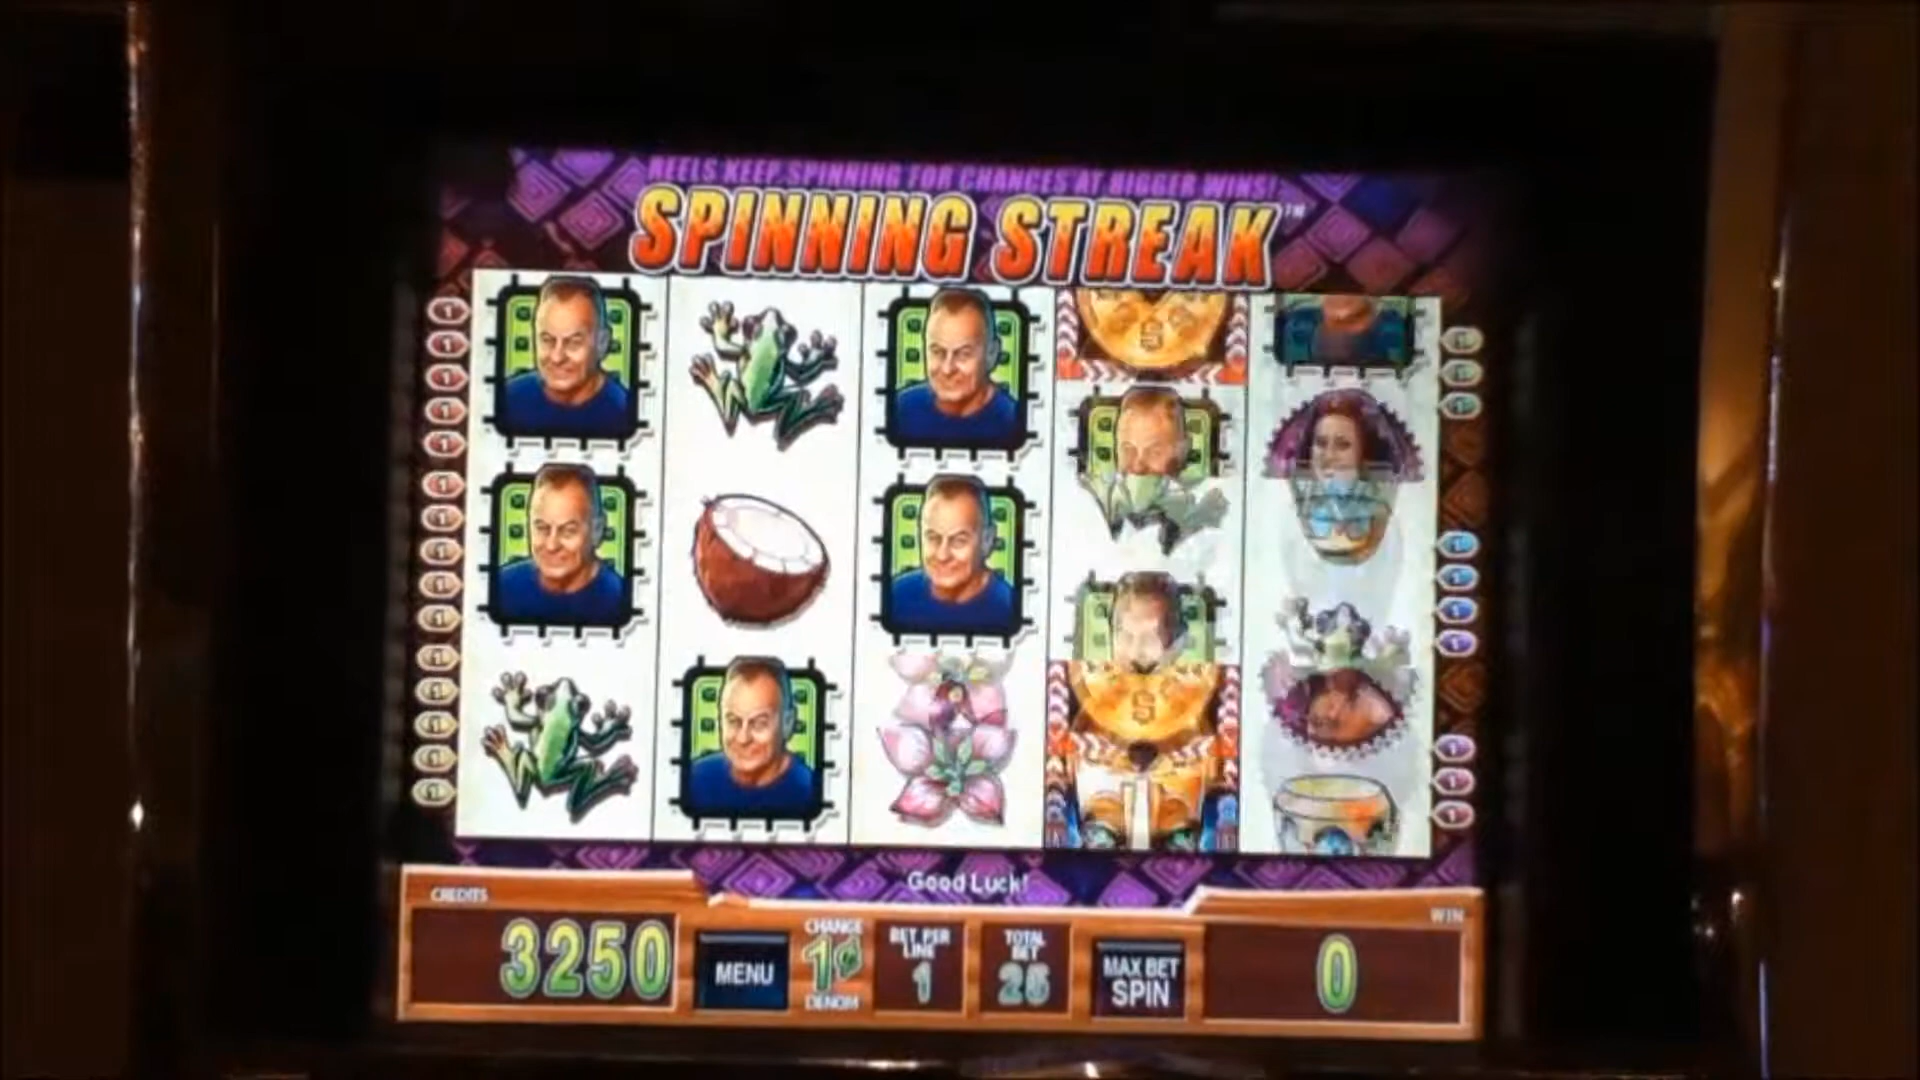 REELS KEEP SPINNING FOR CHANCES AT BIGGER WINS!
SPINNING STREAK™
Good Luck!
CREDITS
3250
MENU
CHANGE
1¢
DENOM
BET PER
LINE
1
TOTAL
BET
25
MAX BET
SPIN
WIN
0